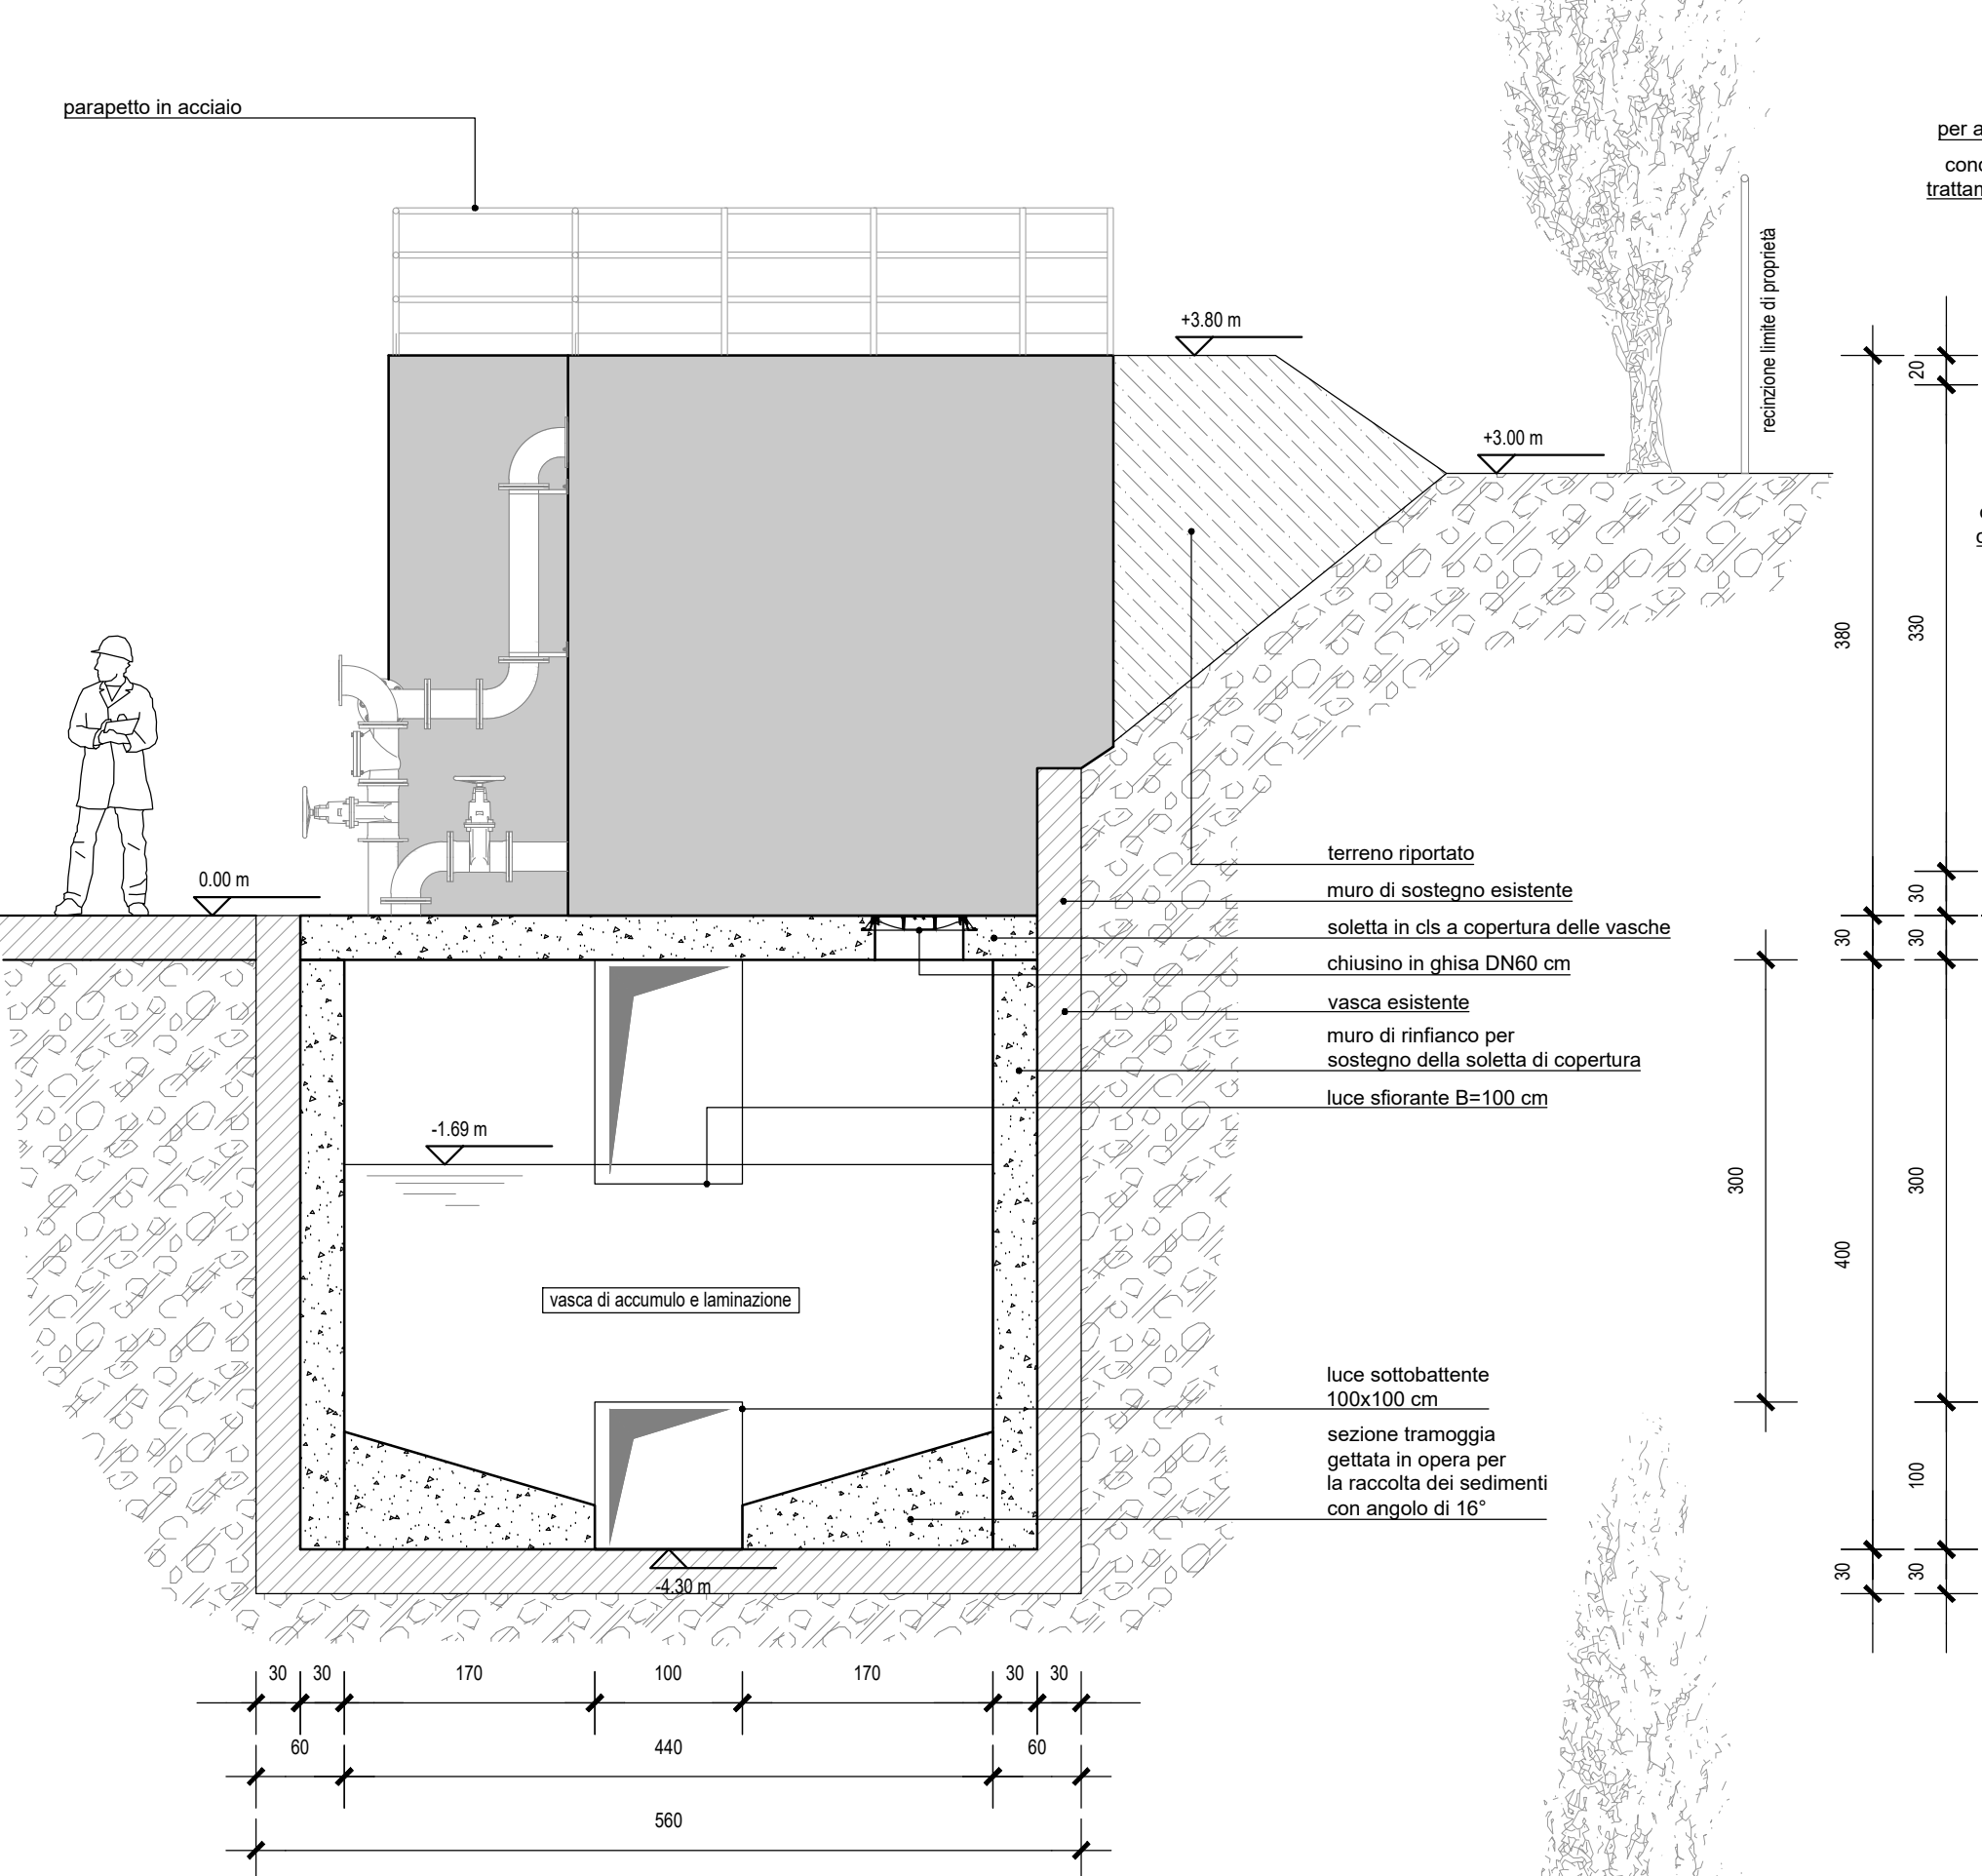 parapetto in acciaio
per a
conc
trattan
recinzione limite di proprietà
+3.80 m
+3.00 m
20
380
330
0.00 m
terreno riportato
muro di sostegno esistente
soletta in cls a copertura delle vasche
chiusino in ghisa DN60 cm
vasca esistente
muro di rinfianco per
sostegno della soletta di copertura
luce sfiorante B=100 cm
30
30
30
-1.69 m
300
300
400
vasca di accumulo e laminazione
luce sottobattente
100x100 cm
sezione tramoggia
gettata in opera per
la raccolta dei sedimenti
con angolo di 16°
100
30
30
-4.30 m
30 30 170 100 170 30 30
60 440 60
560